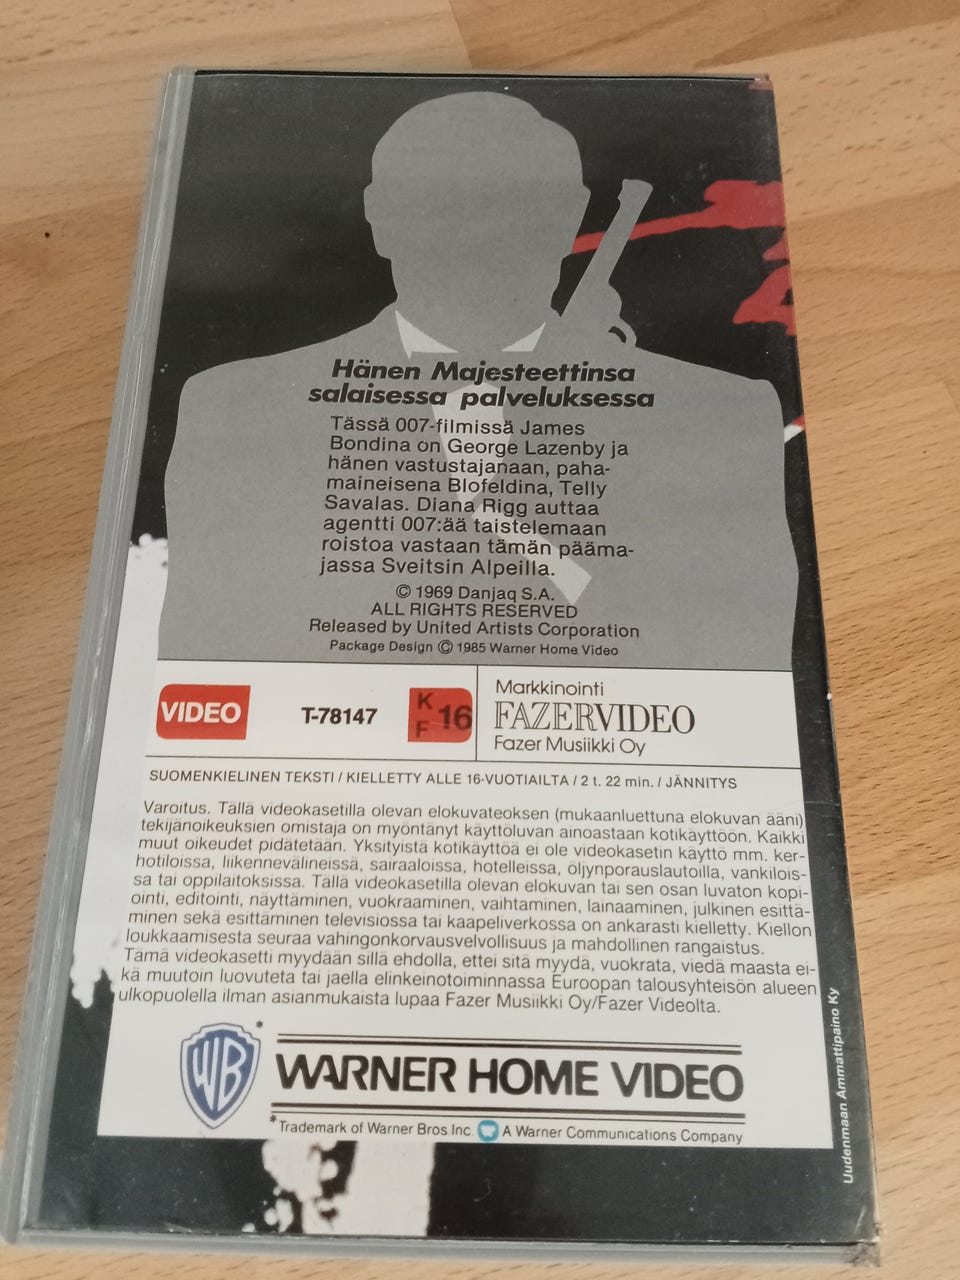 Hänen Majesteettinsa
salaisessa palveluksessa
Tässä 007-filmissä James
Bondina on George Lazenby ja
hänen vastustajanaan, paha-
maineisena Blofeldina, Telly
Savalas. Diana Rigg auttaa
agentti 007:ää taistelemaan
roistoa vastaan tämän pääma-
jassa Sveitsin Alpeilla.
© 1969 Danjaq S.A.
ALL RIGHTS RESERVED
Released by United Artists Corporation
Package Design © 1985 Warner Home Video
VIDEO
T-78147
K
F 16
Markkinointi
FAZERVIDEO
Fazer Musiikki Oy
SUOMENKIELINEN TEKSTI / KIELLETTY ALLE 16-VUOTIAILTA / 2 t. 22 min. / JÄNNITYS
Varoitus. Tällä videokasetilla olevan elokuvateoksen (mukaanluettuna elokuvan ääni)
tekijänoikeuksien omistaja on myöntänyt käyttöluvan ainoastaan kotikäyttöön. Kaikki
muut oikeudet pidätetään. Yksityistä kotikäyttöä ei ole videokasetin käyttö mm. ker-
hotiloissa, liikennevälineissä, sairaaloissa, hotelleissa, öljynporauslautoilla, vankilois-
sa tai oppilaitoksissa. Tällä videokasetilla olevan elokuvan tai sen osan luvaton kopi-
ointi, editointi, näyttäminen, vuokraaminen, vaihtaminen, lainaaminen, julkinen esittä-
minen sekä esittäminen televisiossa tai kaapeliverkossa on ankarasti kielletty. Kiellon
loukkaamisesta seuraa vahingonkorvausvelvollisuus ja mahdollinen rangaistus.
Tämä videokasetti myydään sillä ehdolla, ettei sitä myydä, vuokrata, viedä maasta ei-
kä muutoin luovuteta tai jaella elinkeinotoiminnassa Euroopan talousyhteisön alueen
ulkopuolella ilman asianmukaista lupaa Fazer Musiikki Oy/Fazer Videolta.
WB*
WARNER HOME VIDEO
*Trademark of Warner Bros Inc. A Warner Communications Company
Uudenmaan Ammattipaino Ky